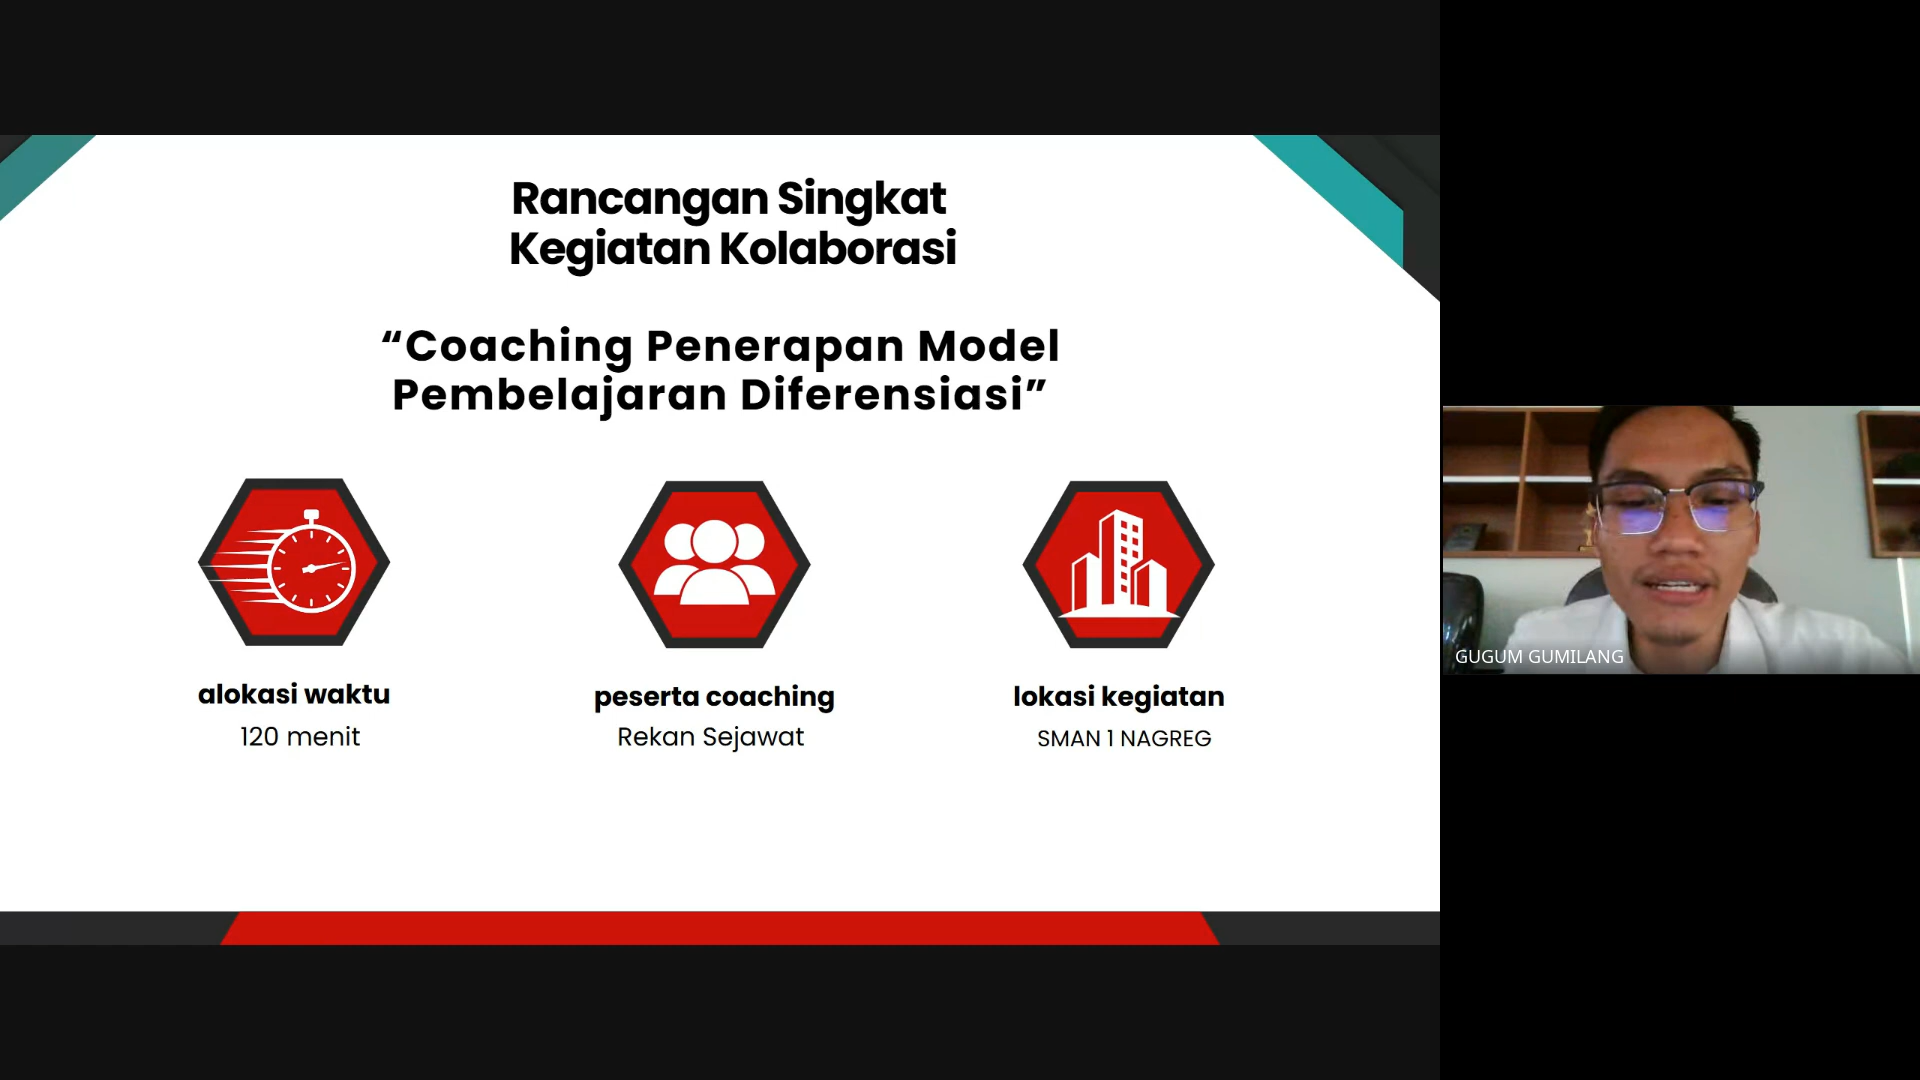 Rancangan Singkat
Kegiatan Kolaborasi
“Coaching Penerapan Model
Pembelajaran Diferensiasi”
alokasi waktu
120 menit
peserta coaching
Rekan Sejawat
lokasi kegiatan
SMAN 1 NAGREG
GUGUM GUMILANG